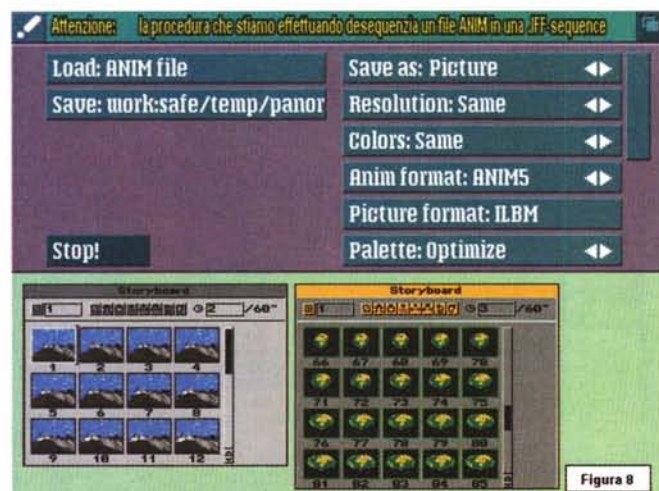 Attenzione: la procedura che stiamo effettuando desequenzia un file ANIM in una JFF-sequence
Load: ANIM file
Save: work:safe/temp/panor
Stop!
Save as: Picture
Resolution: Same
Colors: Same
Anim format: ANIM5
Picture format: ILBM
Palette: Optimize
Storyboard
1 2 /60"
1 2 3 4
5 6 7 8
9 10 11 12
Storyboard
1 3 /60"
66 67 68 69 70
71 72 73 74 75
76 77 78 79 80
81 82 83 84 85
Figura 8